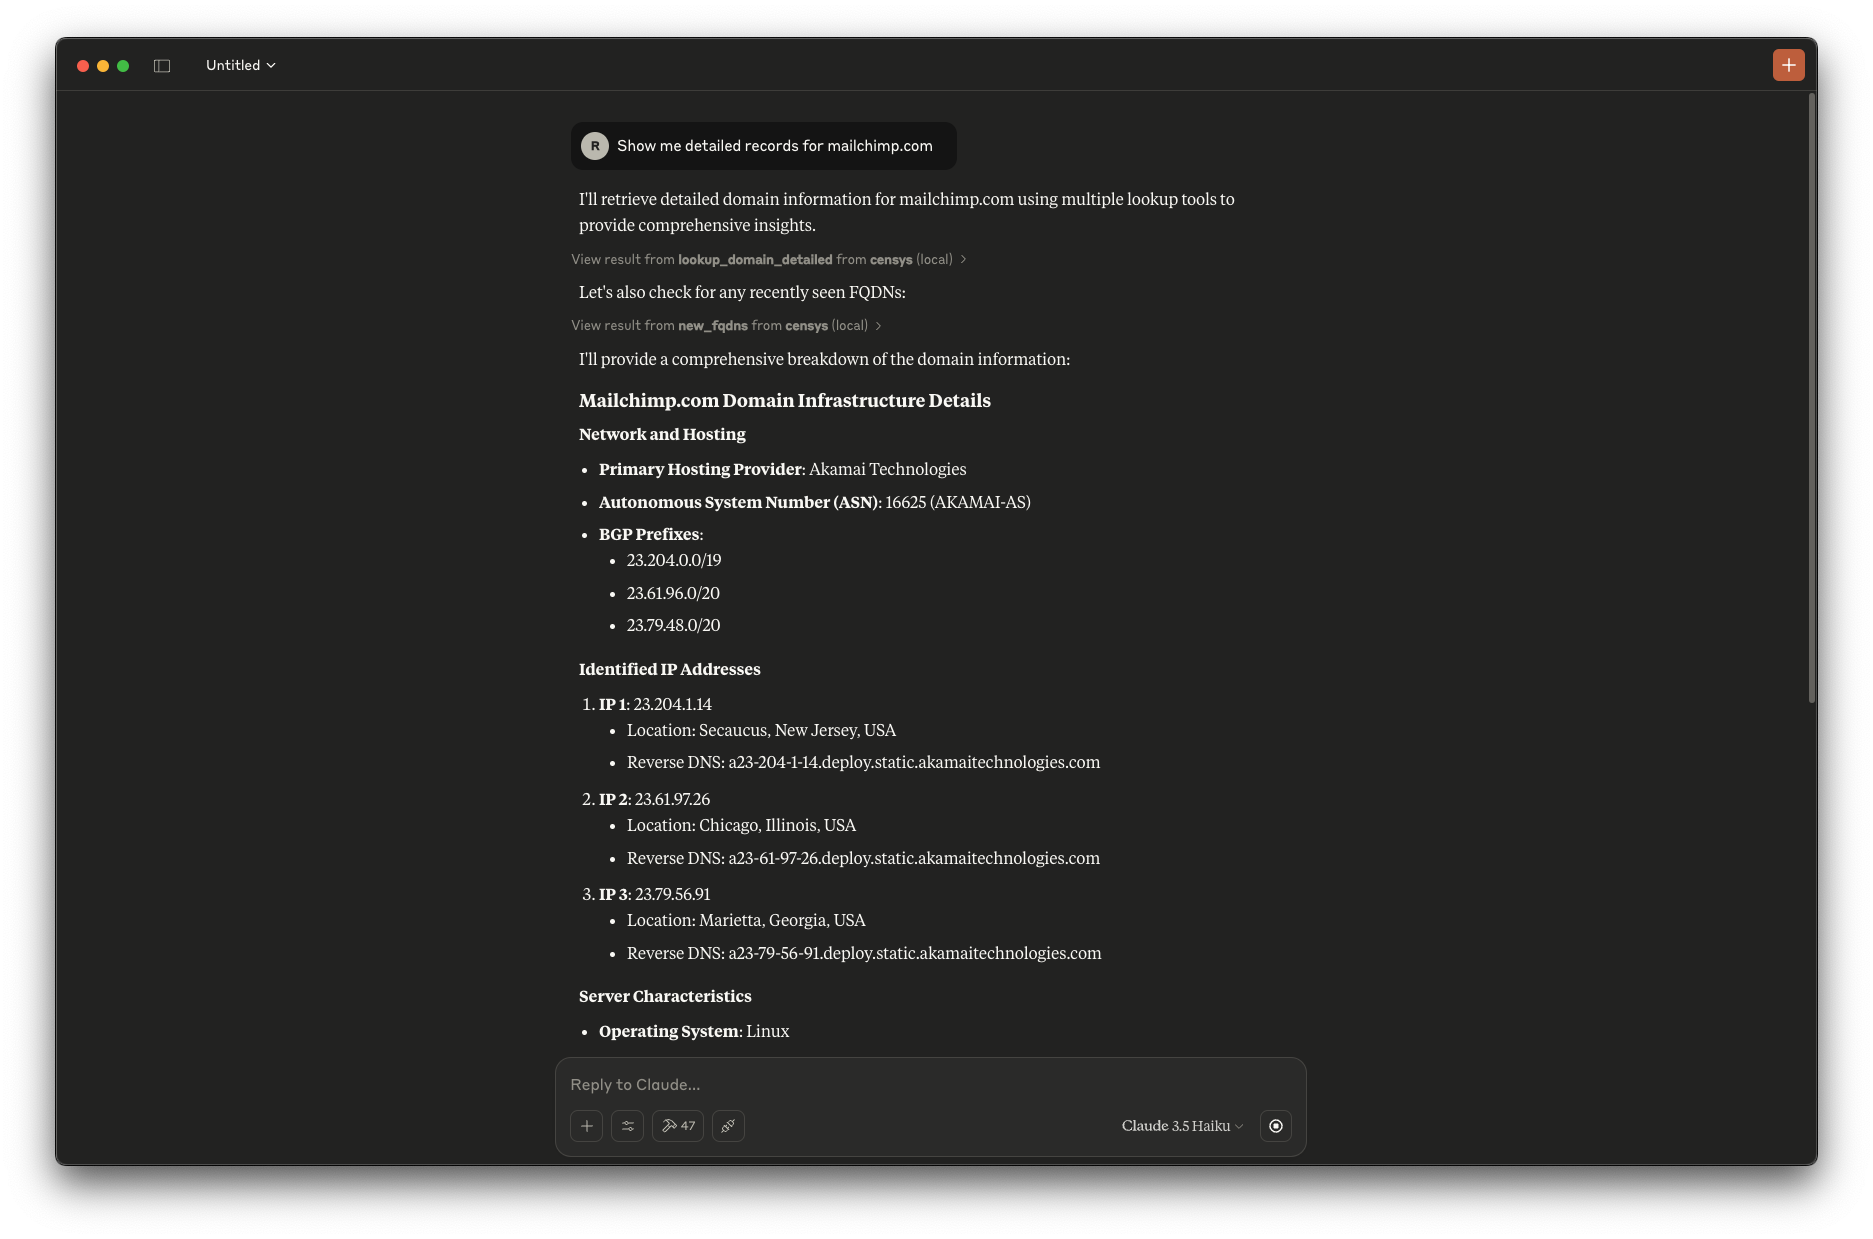 Untitled
R Show me detailed records for mailchimp.com
I'll retrieve detailed domain information for mailchimp.com using multiple lookup tools to
provide comprehensive insights.
View result from lookup_domain_detailed from censys (local)
Let's also check for any recently seen FQDNs:
View result from new_fqdns from censys (local)
I'll provide a comprehensive breakdown of the domain information:
Mailchimp.com Domain Infrastructure Details
Network and Hosting
• Primary Hosting Provider: Akamai Technologies
• Autonomous System Number (ASN): 16625 (AKAMAI-AS)
• BGP Prefixes:
• 23.204.0.0/19
• 23.61.96.0/20
• 23.79.48.0/20
Identified IP Addresses
1. IP 1: 23.204.1.14
• Location: Secaucus, New Jersey, USA
• Reverse DNS: a23-204-1-14.deploy.static.akamaitechnologies.com
2. IP 2: 23.61.97.26
• Location: Chicago, Illinois, USA
• Reverse DNS: a23-61-97-26.deploy.static.akamaitechnologies.com
3. IP 3: 23.79.56.91
• Location: Marietta, Georgia, USA
• Reverse DNS: a23-79-56-91.deploy.static.akamaitechnologies.com
Server Characteristics
• Operating System: Linux
Reply to Claude...
47
Claude 3.5 Haiku